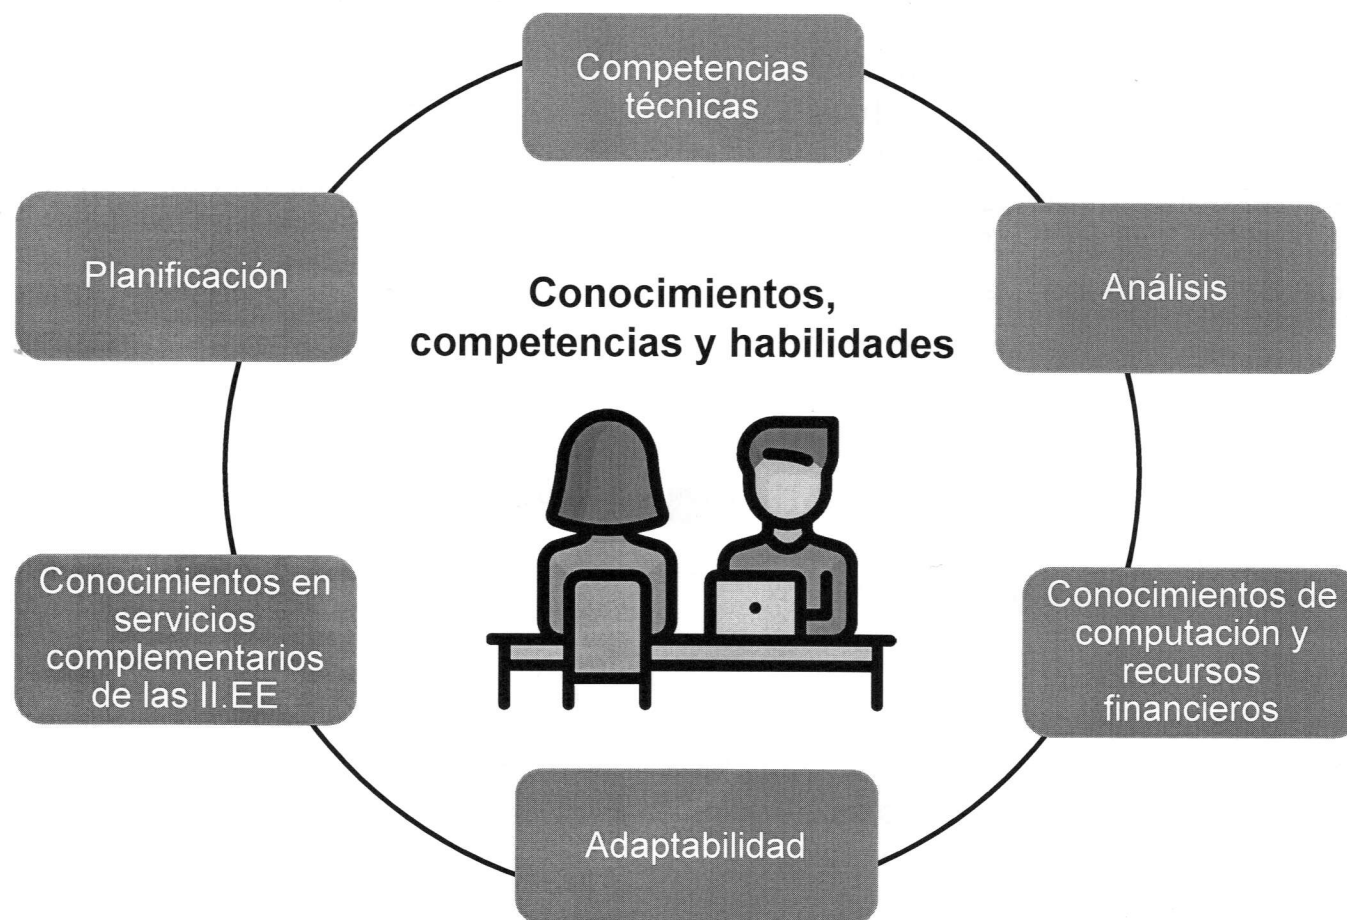 Competencias
técnicas
Planificación
Análisis
Conocimientos,
competencias y habilidades
Conocimientos en
servicios
complementarios
de las II.EE
Conocimientos de
computación y
recursos
financieros
Adaptabilidad